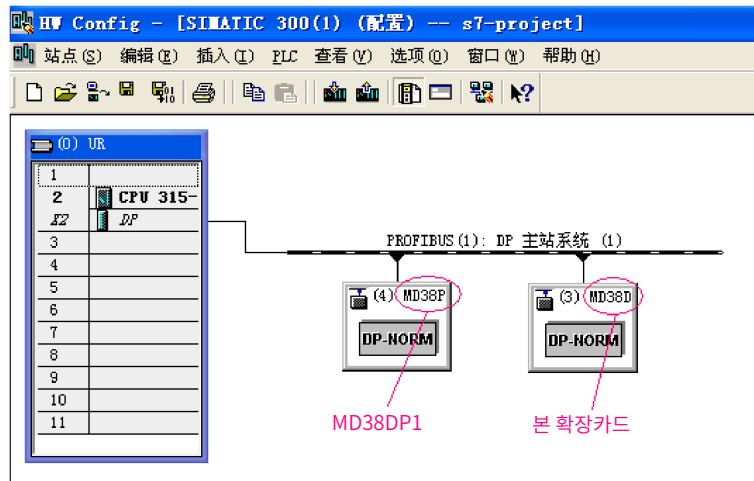 HW Config - [SIMATIC 300(1) (配置) -- s7-project]
站点(S) 编辑(E) 插入(I) PLC 查看(V) 选项(O) 窗口(W) 帮助(H)
(0) UR
1
2 CPU 315-
X2 DP
3
4
5
6
7
8
9
10
11
PROFIBUS(1): DP 主站系统 (1)
(4) MD38P
DP-NORM
(3) MD38D
DP-NORM
MD38DP1
본 확장카드